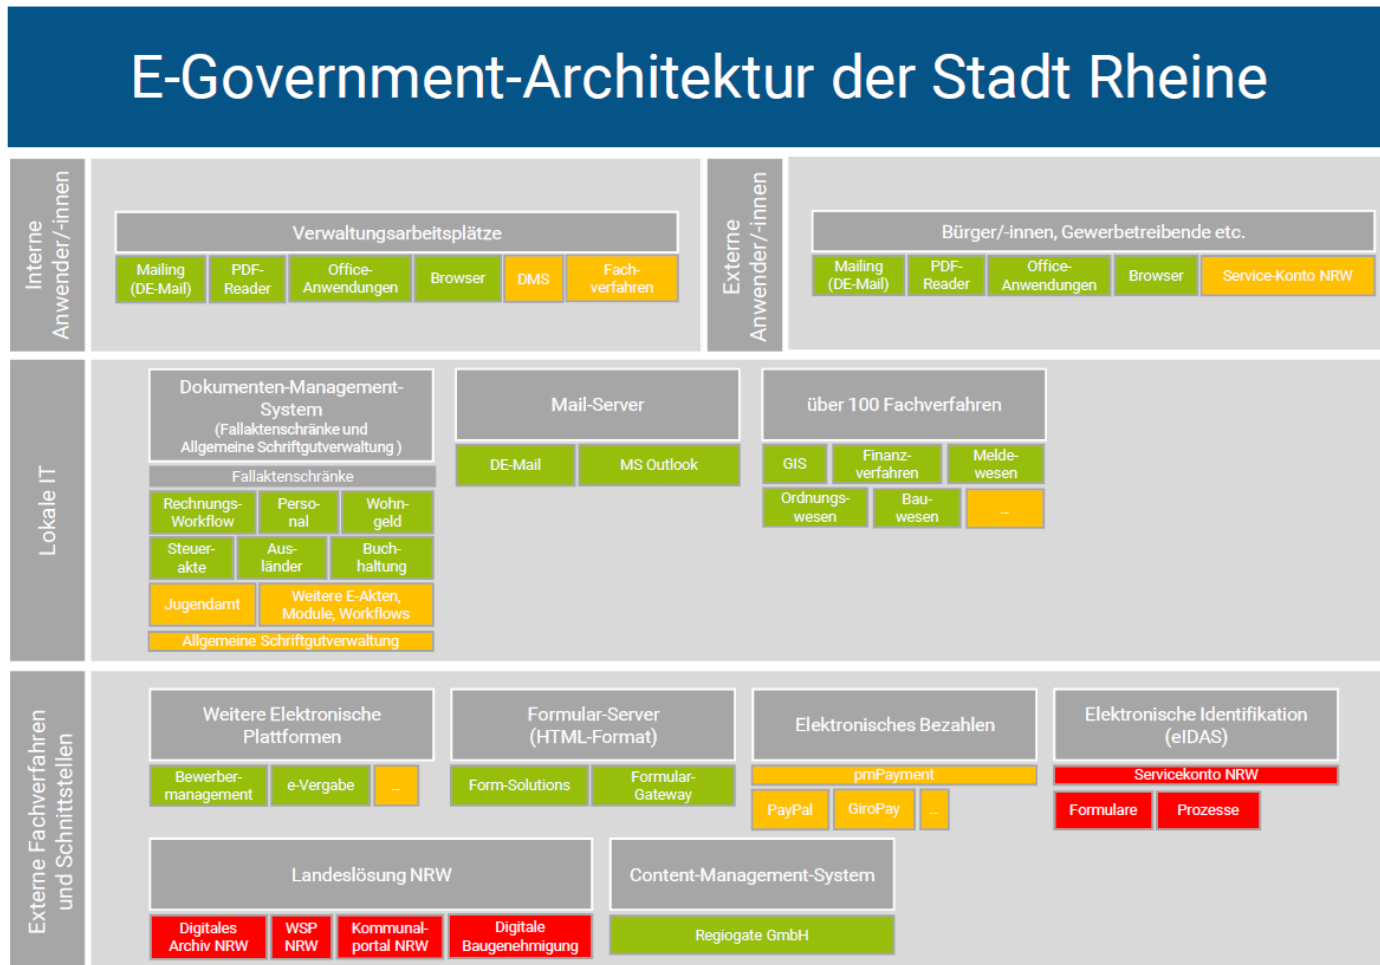 E-Government-Architektur der Stadt Rheine
Interne
Anwender/-innen
Verwaltungsarbeitsplätze
Mailing
(DE-Mail)
PDF-
Reader
Office-
Anwendungen
Browser
DMS
Fach-
verfahren
Externe
Anwender/-innen
Bürger/-innen, Gewerbetreibende etc.
Mailing
(DE-Mail)
PDF-
Reader
Office-
Anwendungen
Browser
Service-Konto NRW
Lokale IT
Dokumenten-Management-
System
(Fallaktenschränke und
Allgemeine Schriftgutverwaltung )
Fallaktenschränke
Rechnungs-
Workflow
Perso-
nal
Wohn-
geld
Steuer-
akte
Aus-
länder
Buch-
haltung
Jugendamt
Weitere E-Akten,
Module, Workflows
Allgemeine Schriftgutverwaltung
Mail-Server
DE-Mail
MS Outlook
über 100 Fachverfahren
GIS
Finanz-
verfahren
Melde-
wesen
Ordnungs-
wesen
Bau-
wesen
...
Externe Fachverfahren
und Schnittstellen
Weitere Elektronische
Plattformen
Bewerber-
management
e-Vergabe
...
Formular-Server
(HTML-Format)
Form-Solutions
Formular-
Gateway
Elektronisches Bezahlen
pmPayment
PayPal
GiroPay
...
Elektronische Identifikation
(eIDAS)
Servicekonto NRW
Formulare
Prozesse
Landeslösung NRW
Digitales
Archiv NRW
WSP
NRW
Kommunal-
portal NRW
Digitale
Baugenehmigung
Content-Management-System
Regiogate GmbH